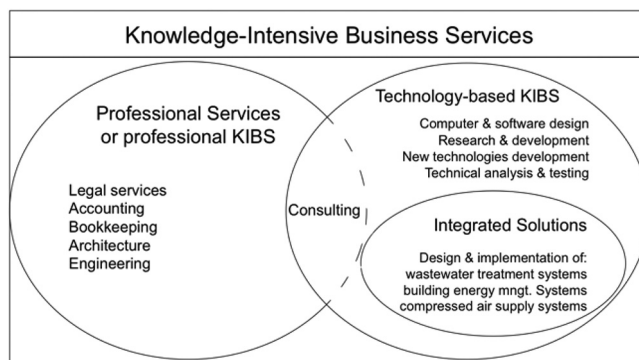 Knowledge-Intensive Business Services
Professional Services
or professional KIBS
Legal services
Accounting
Bookkeeping
Architecture
Engineering
Consulting
Technology-based KIBS
Computer & software design
Research & development
New technologies development
Technical analysis & testing
Integrated Solutions
Design & implementation of:
wastewater treatment systems
building energy mngt. Systems
compressed air supply systems